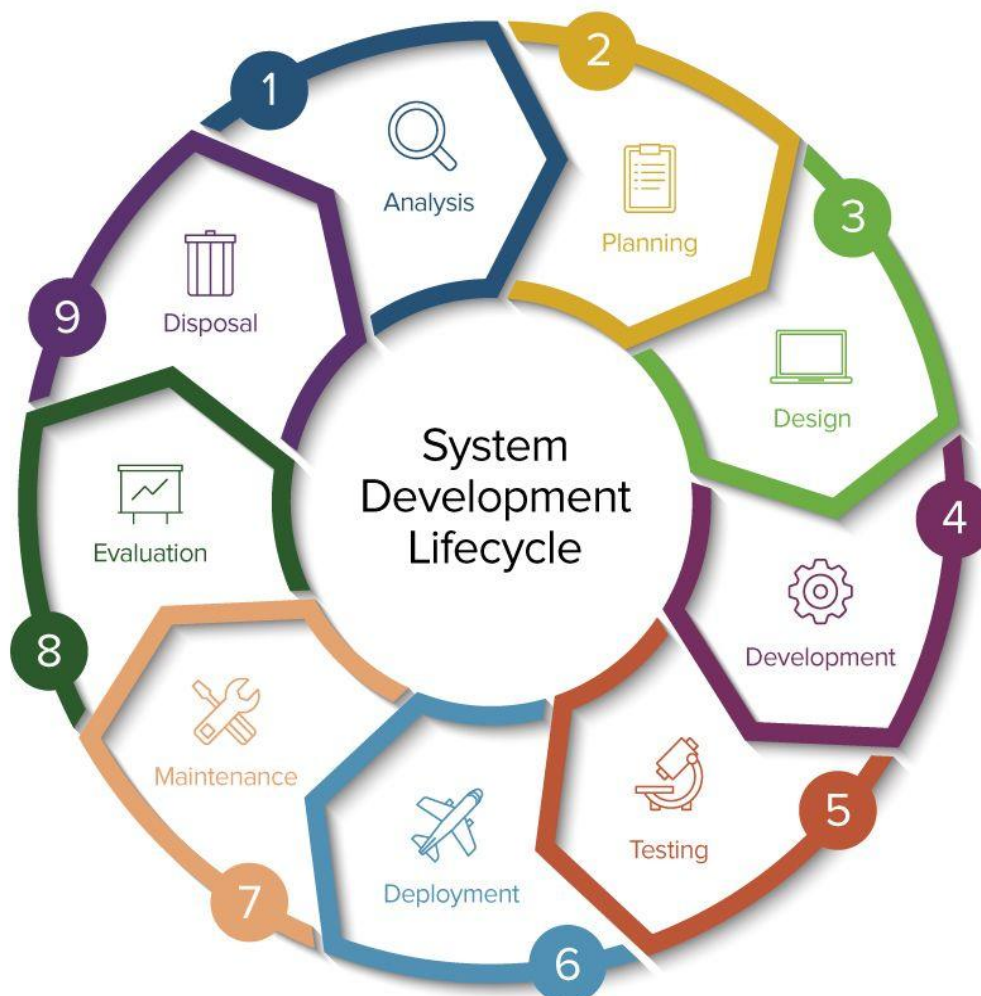 1
Analysis
2
Planning
3
Design
4
Development
5
Testing
6
Deployment
7
Maintenance
8
Evaluation
9
Disposal
System
Development
Lifecycle